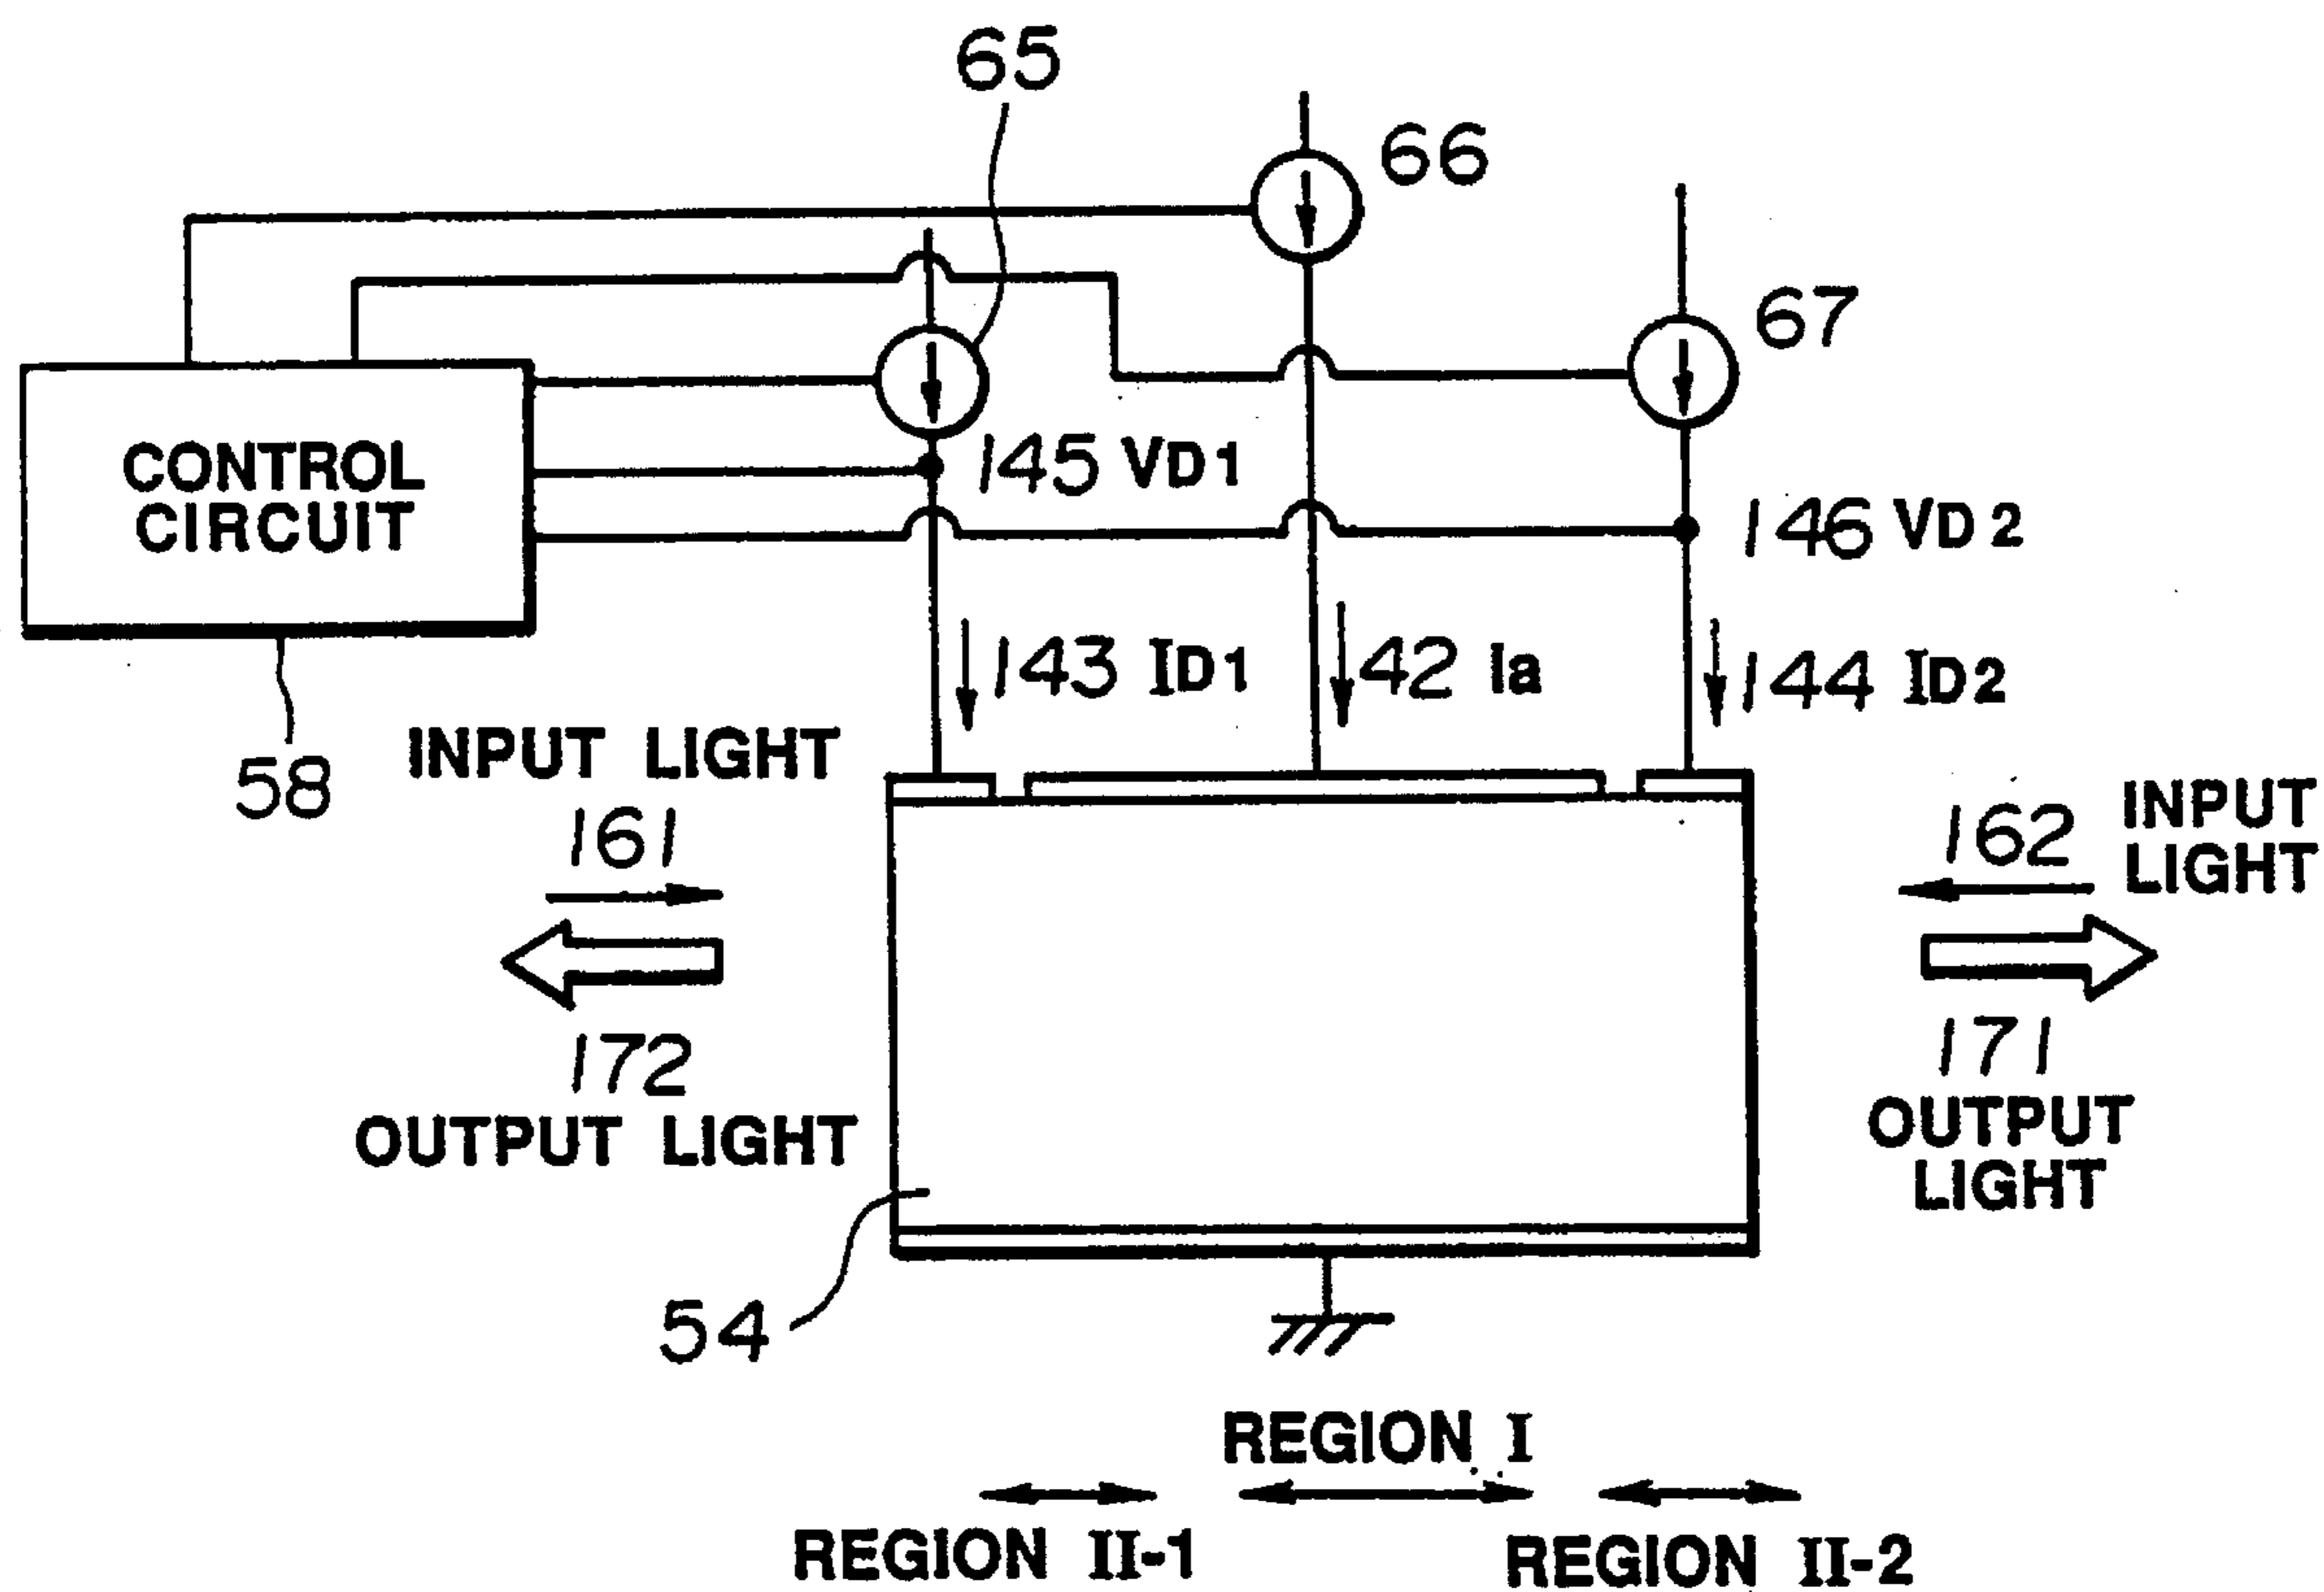 65
66
67
CONTROL
CIRCUIT
145 VD1
146 VD2
143 ID1
142 Ia
144 ID2
58
INPUT LIGHT
161
172
OUTPUT LIGHT
162
INPUT
LIGHT
171
OUTPUT
LIGHT
54
REGION I
REGION II-1
REGION II-2